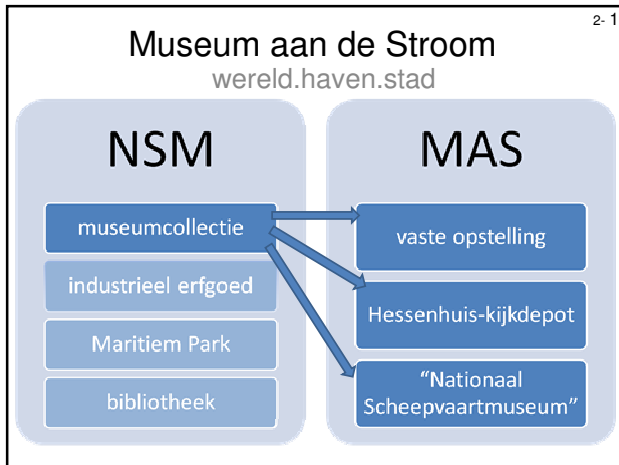 2- 1
Museum aan de Stroom
wereld.haven.stad
NSM
museumcollectie
industrieel erfgoed
Maritiem Park
bibliotheek
MAS
vaste opstelling
Hessenhuis-kijkdepot
“Nationaal
Scheepvaartmuseum”